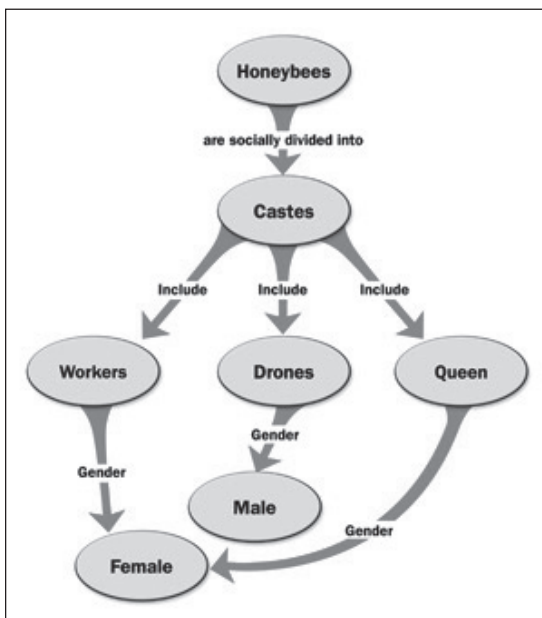 Honeybees
are socially divided into
Castes
Include
Include
Include
Workers
Drones
Queen
Gender
Gender
Male
Gender
Female